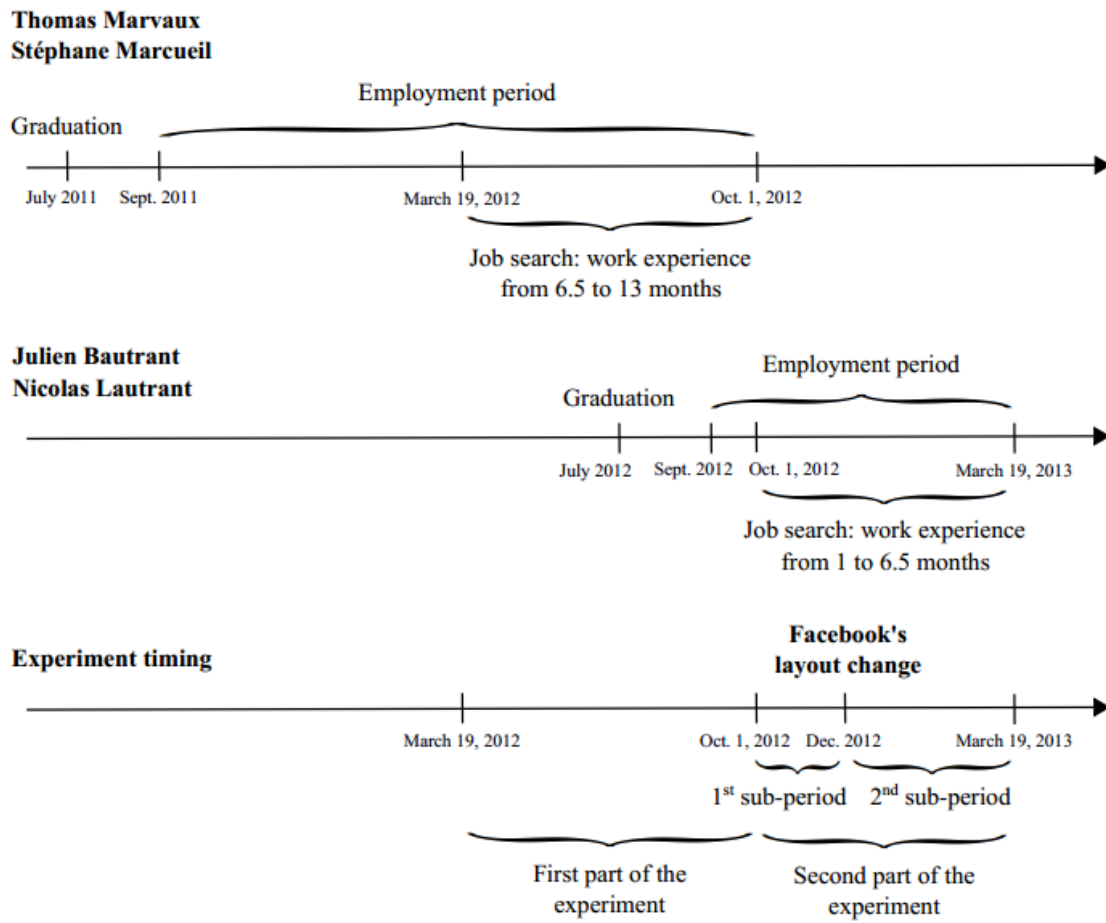 Thomas Marvaux
Stéphane Marcueil
Employment period
Graduation
July 2011 Sept. 2011 March 19, 2012 Oct. 1, 2012
Job search: work experience
from 6.5 to 13 months
Julien Bautrant
Nicolas Lautrant
Employment period
Graduation
July 2012 Sept. 2012 Oct. 1, 2012 March 19, 2013
Job search: work experience
from 1 to 6.5 months
Experiment timing
Facebook's
layout change
March 19, 2012 Oct. 1, 2012 Dec. 2012 March 19, 2013
1st sub-period 2nd sub-period
First part of the
experiment
Second part of the
experiment